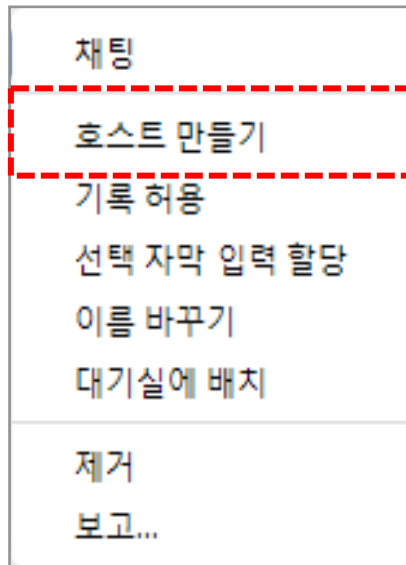 채팅
호스트 만들기
기록 허용
선택 자막 입력 할당
이름 바꾸기
대기실에 배치
제거
보고...